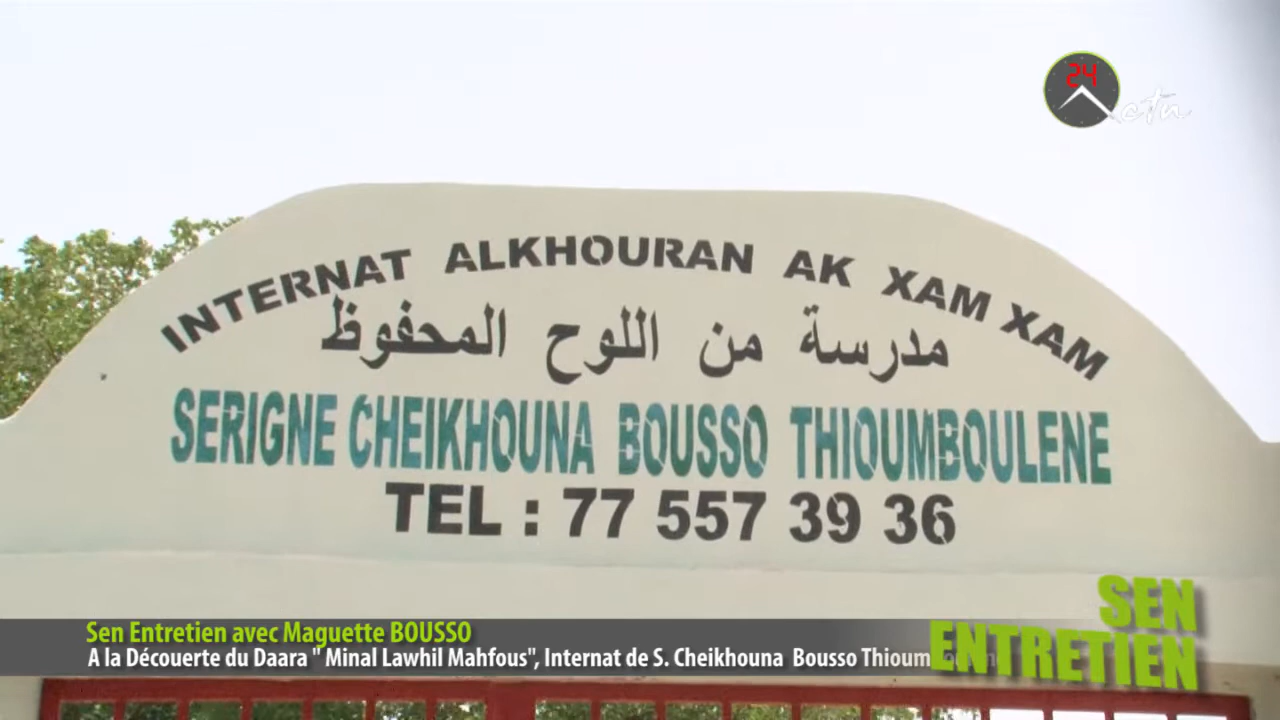 24
Actu
INTERNAT ALKHOURAN AK XAM XAM
مدرسة من اللوح المحفوظ
SERIGNE CHEIKHOUNA BOUSSO THIOUMBOULENE
TEL : 77 557 39 36
SEN
ENTRETIEN
Sen Entretien avec Maguette BOUSSO
A la Découerte du Daara " Minal Lawhil Mahfous", Internat de S. Cheikhouna Bousso